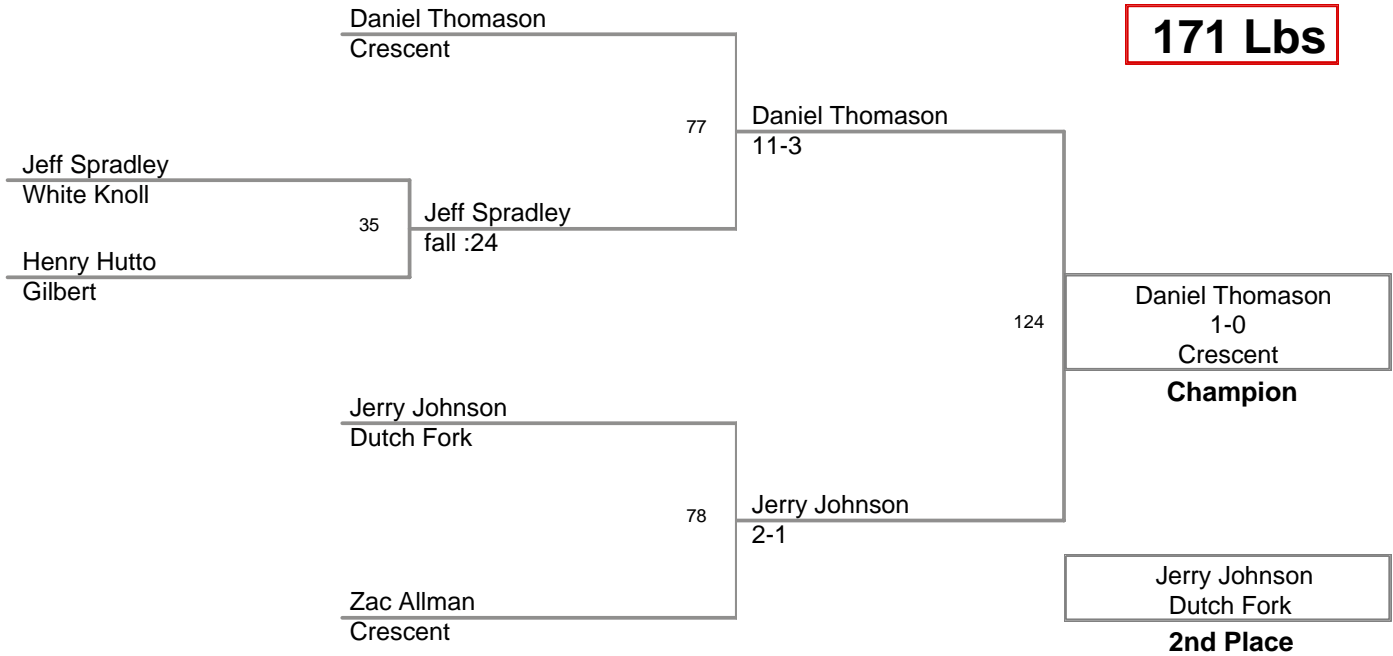 Daniel Thomason
Crescent
171 Lbs
77
Daniel Thomason
11-3
Jeff Spradley
White Knoll
35
Jeff Spradley
fall :24
Henry Hutto
Gilbert
124
Daniel Thomason
1-0
Crescent
Champion
Jerry Johnson
Dutch Fork
78
Jerry Johnson
2-1
Zac Allman
Crescent
Jerry Johnson
Dutch Fork
2nd Place